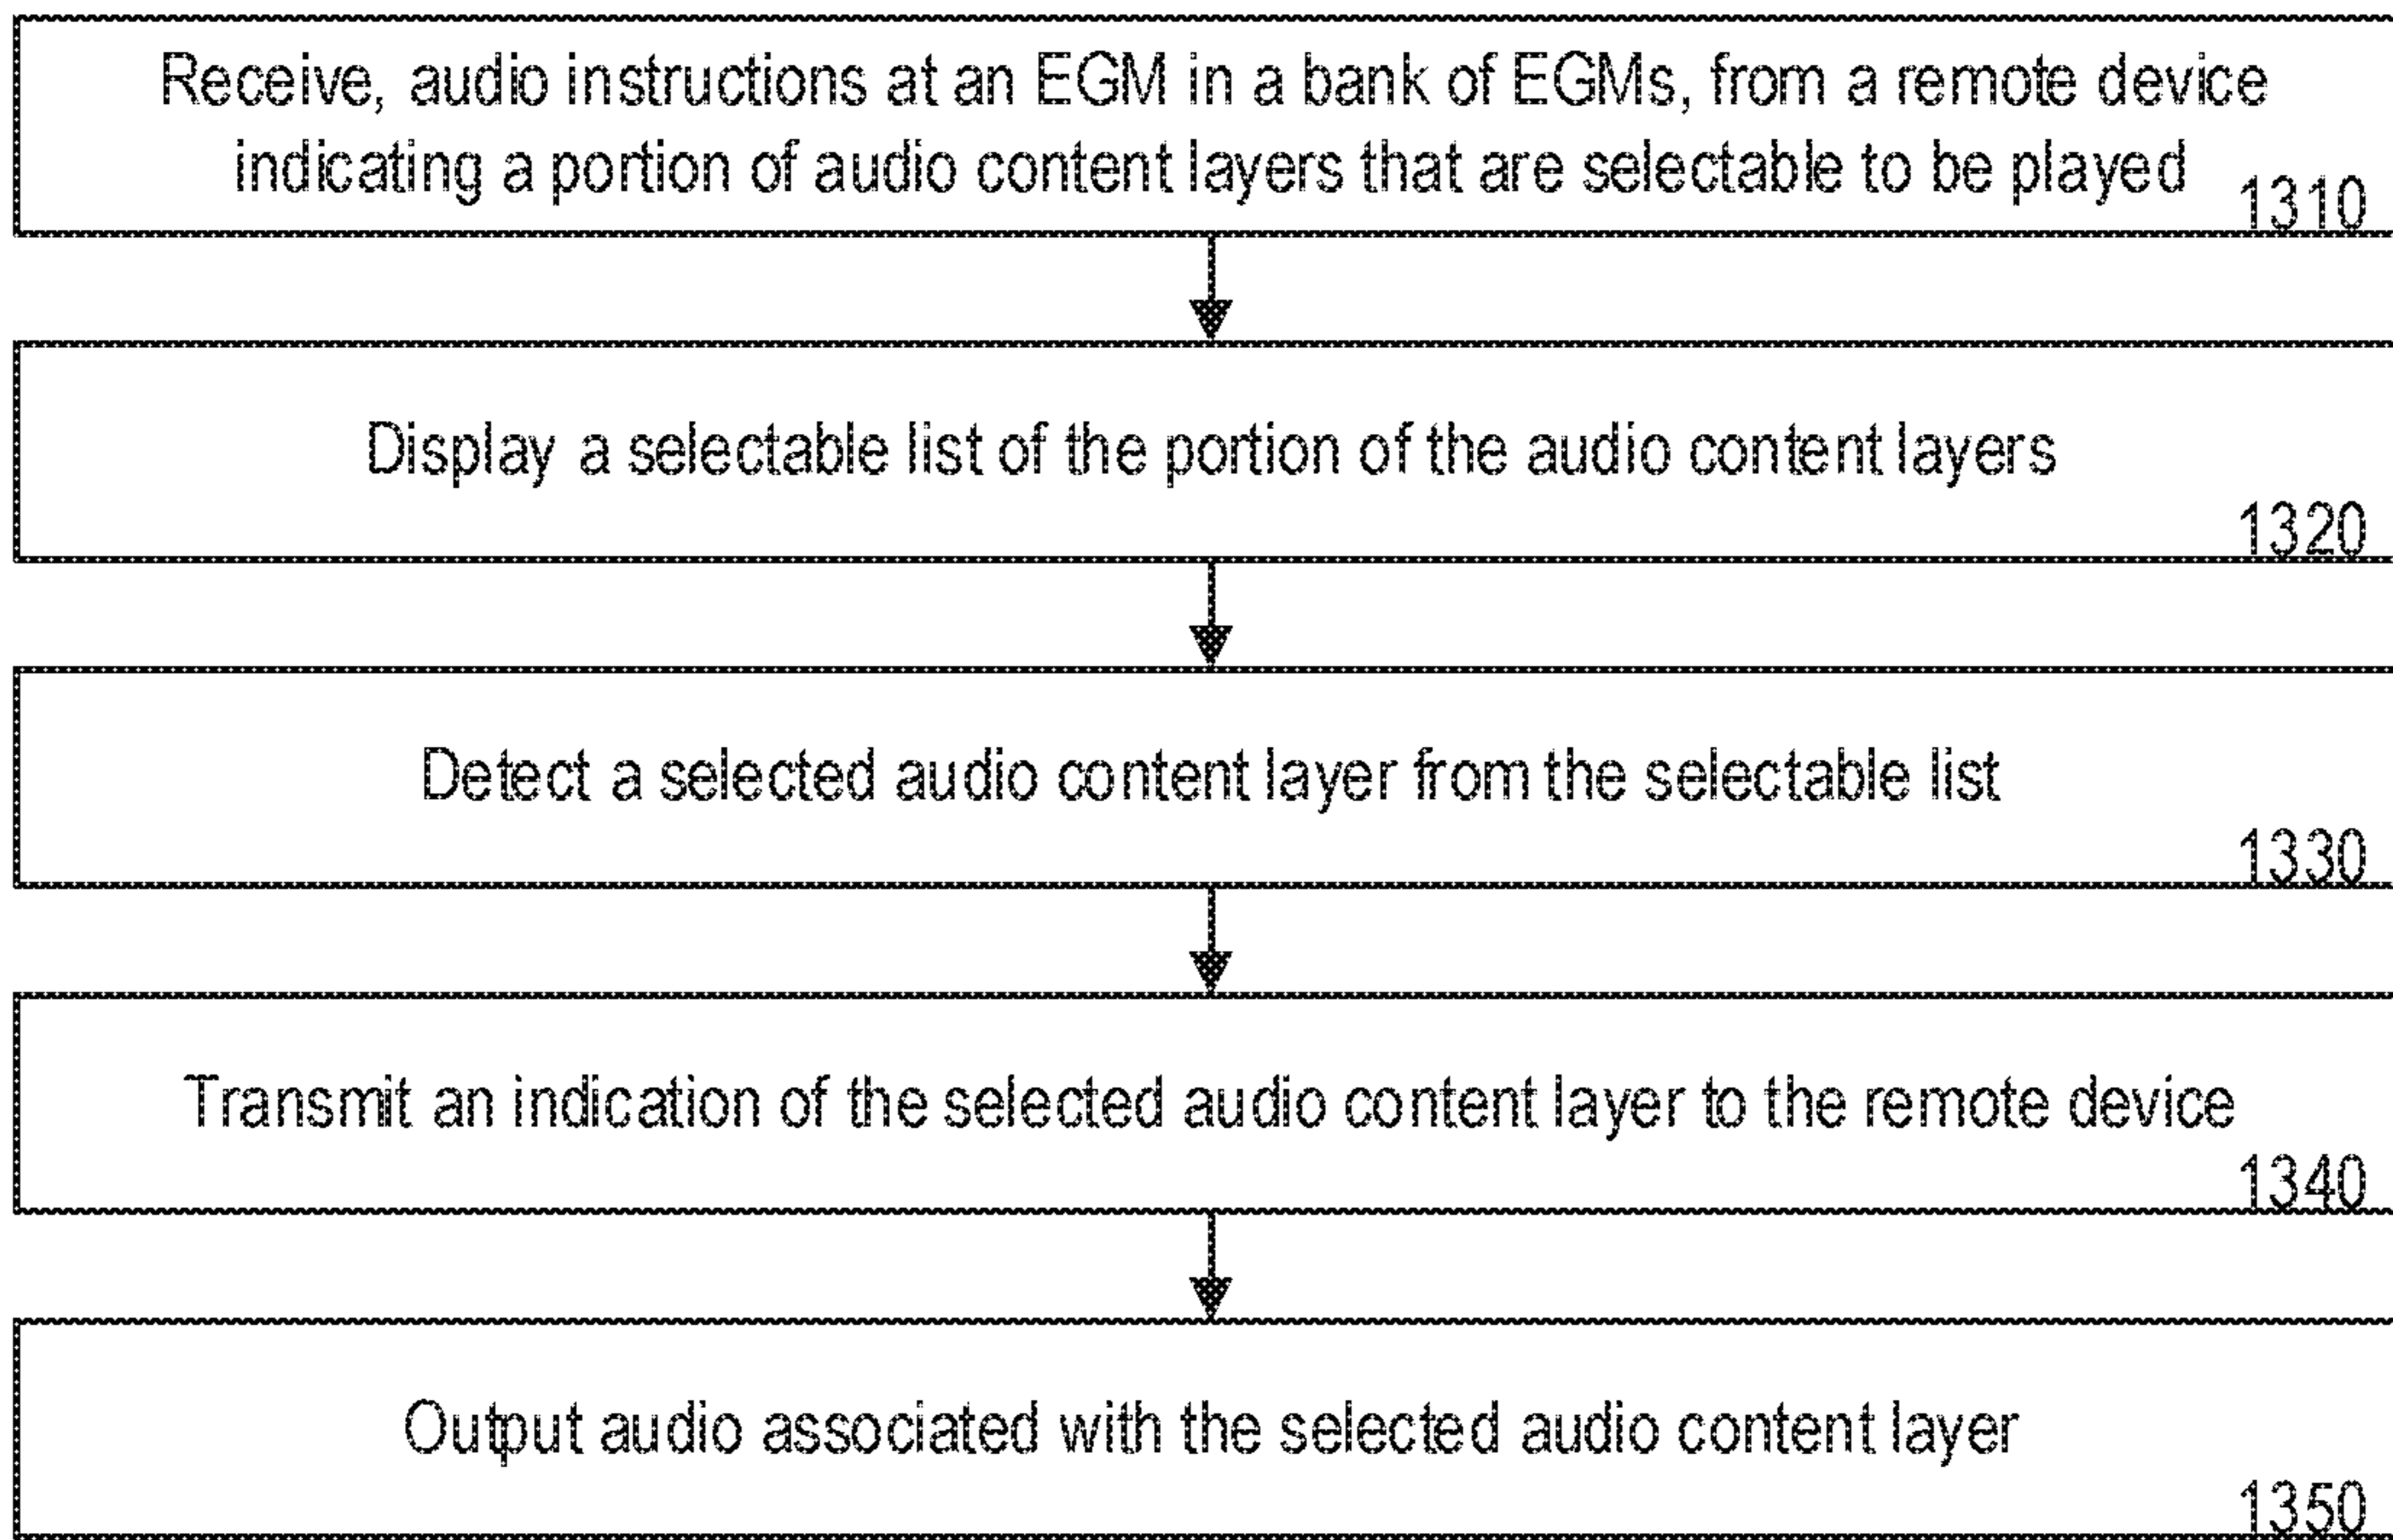 Receive, audio instructions at an EGM in a bank of EGMs, from a remote device
indicating a portion of audio content layers that are selectable to be played
1310
Display a selectable list of the portion of the audio content layers
1320
Detect a selected audio content layer from the selectable list
1330
Transmit an indication of the selected audio content layer to the remote device
1340
Output audio associated with the selected audio content layer
1350